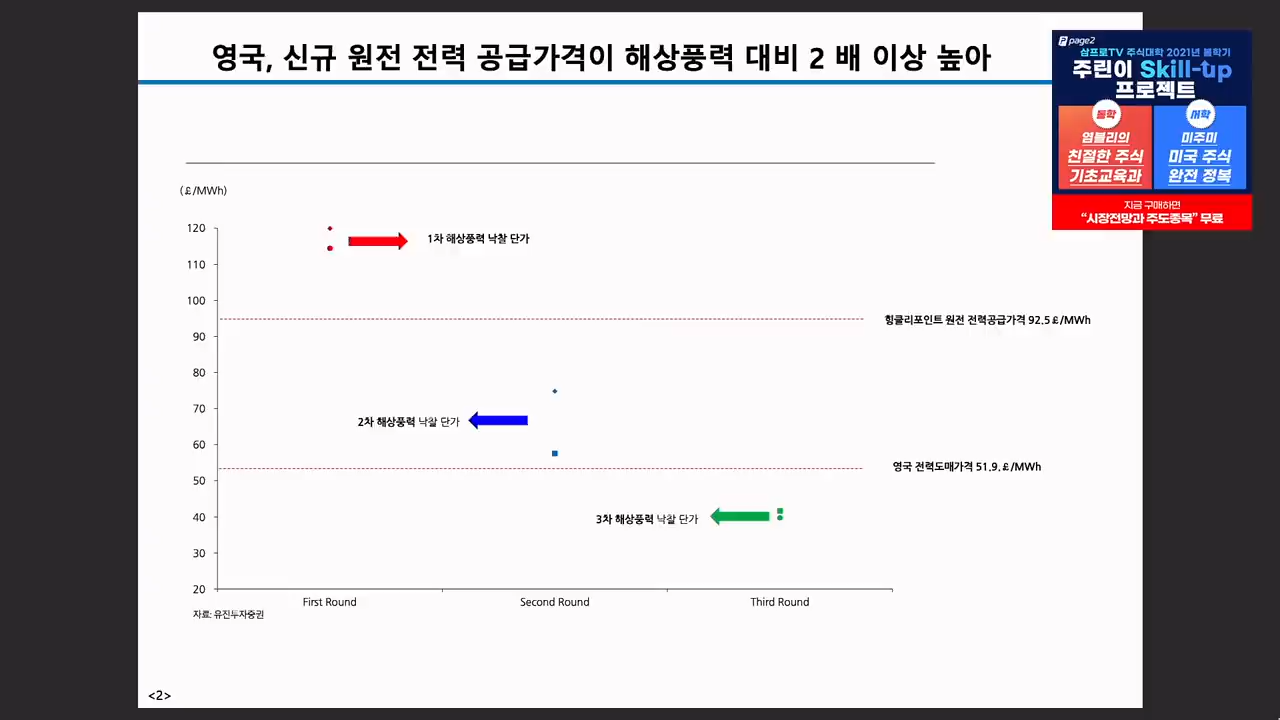 영국, 신규 원전 전력 공급가격이 해상풍력 대비 2 배 이상 높아
page2
삼프로TV 주식대학 2021년 봄학기
주린이 Skill-up
프로젝트
동학
서학
염블리의
친절한 주식
기초교육과
미주미
미국 주식
완전 정복
지금 구매하면
"시장전망과 주도종목" 무료
(£/MWh)
120
110
100
90
80
70
60
50
40
30
20
1차 해상풍력 낙찰 단가
힝클리포인트 원전 전력공급가격 92.5£/MWh
2차 해상풍력 낙찰 단가
영국 전력도매가격 51.9.£/MWh
3차 해상풍력 낙찰 단가
First Round
Second Round
Third Round
자료: 유진투자증권
<2>